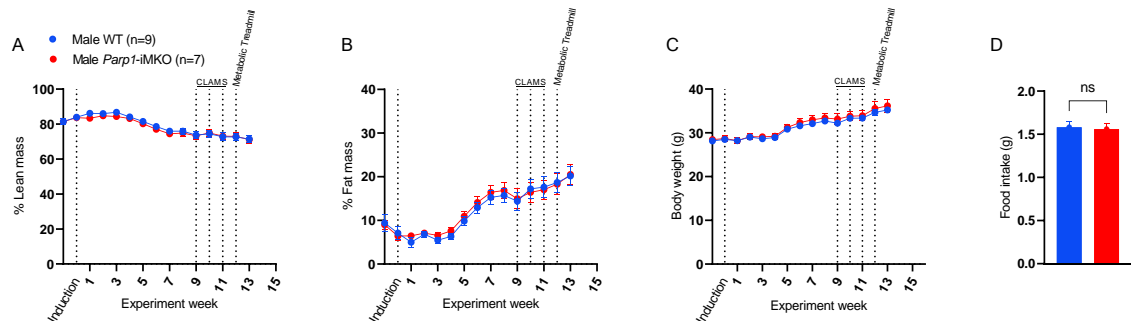 A
Male WT (n=9)
Male Parp1-iMKO (n=7)
CLAMS
Metabolic Treadmill
% Lean mass
100
80
60
40
20
0
Induction
1 3 5 7 9 11 13 15
Experiment week
B
CLAMS
Metabolic Treadmill
% Fat mass
40
30
20
10
0
Induction
1 3 5 7 9 11 13 15
Experiment week
C
CLAMS
Metabolic Treadmill
Body weight (g)
40
30
20
10
0
Induction
1 3 5 7 9 11 13 15
Experiment week
D
ns
Food intake (g)
2.0
1.5
1.0
0.5
0.0